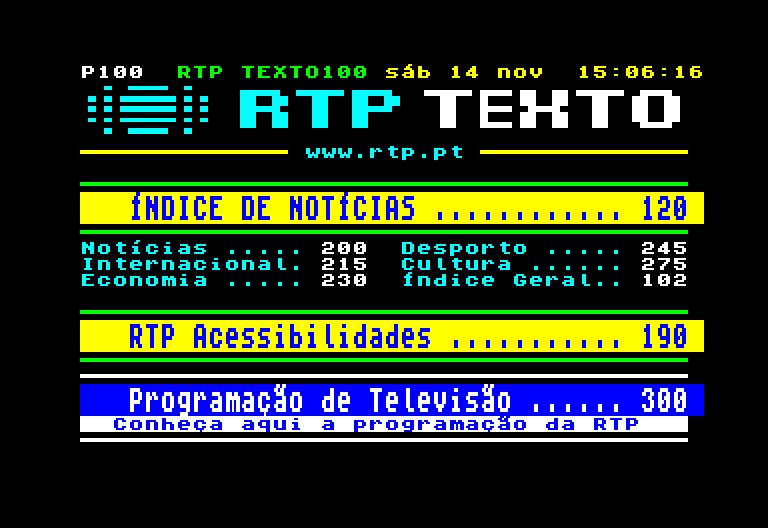 P100 RTP TEXTO100 sáb 14 nov 15:06:16
RTP TEXTO
www.rtp.pt
ÍNDICE DE NOTÍCIAS ............ 120
Notícias ..... 200 Desporto ..... 245
Internacional. 215 Cultura ...... 275
Economia ..... 230 Índice Geral.. 102
RTP Acessibilidades ........... 190
Programação de Televisão ...... 300
Conheça aqui a programação da RTP